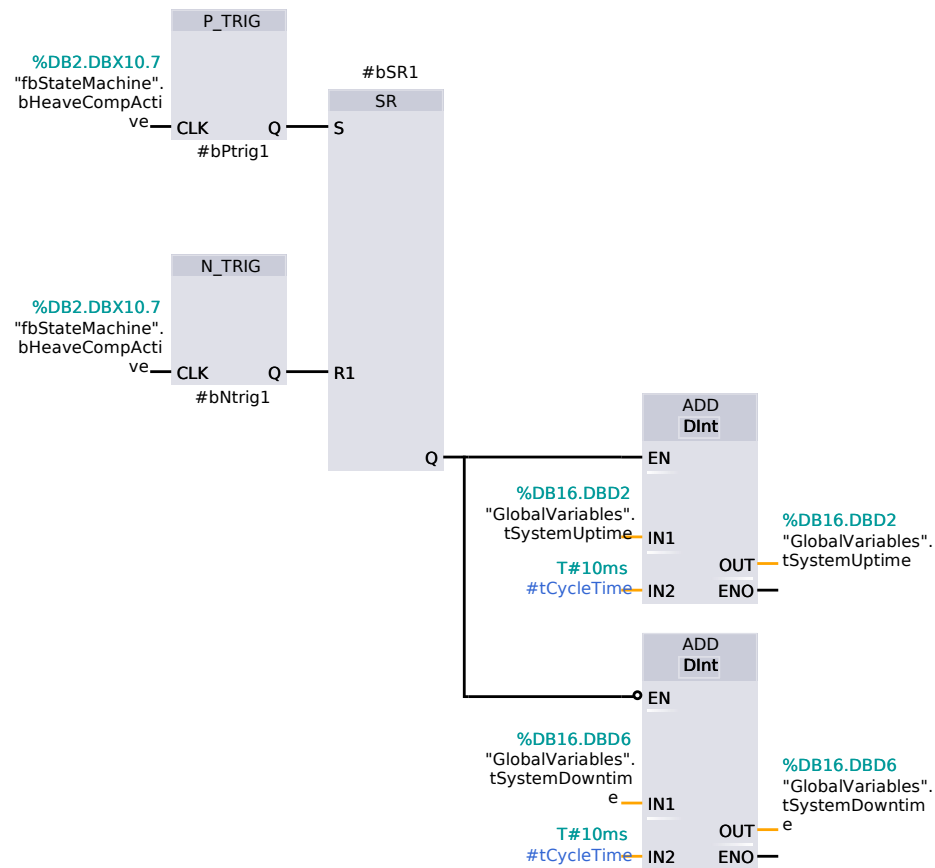 P_TRIG
%DB2.DBX10.7
"fbStateMachine".
bHeaveCompActi
ve
CLK
Q
#bPtrig1
#bSR1
SR
S
N_TRIG
%DB2.DBX10.7
"fbStateMachine".
bHeaveCompActi
ve
CLK
Q
#bNtrig1
R1
Q
ADD
DInt
EN
%DB16.DBD2
"GlobalVariables".
tSystemUptime
IN1
T#10ms
#tCycleTime
IN2
%DB16.DBD2
"GlobalVariables".
tSystemUptime
OUT
ENO
ADD
DInt
EN
%DB16.DBD6
"GlobalVariables".
tSystemDowntim
e
IN1
T#10ms
#tCycleTime
IN2
%DB16.DBD6
"GlobalVariables".
tSystemDowntim
e
OUT
ENO